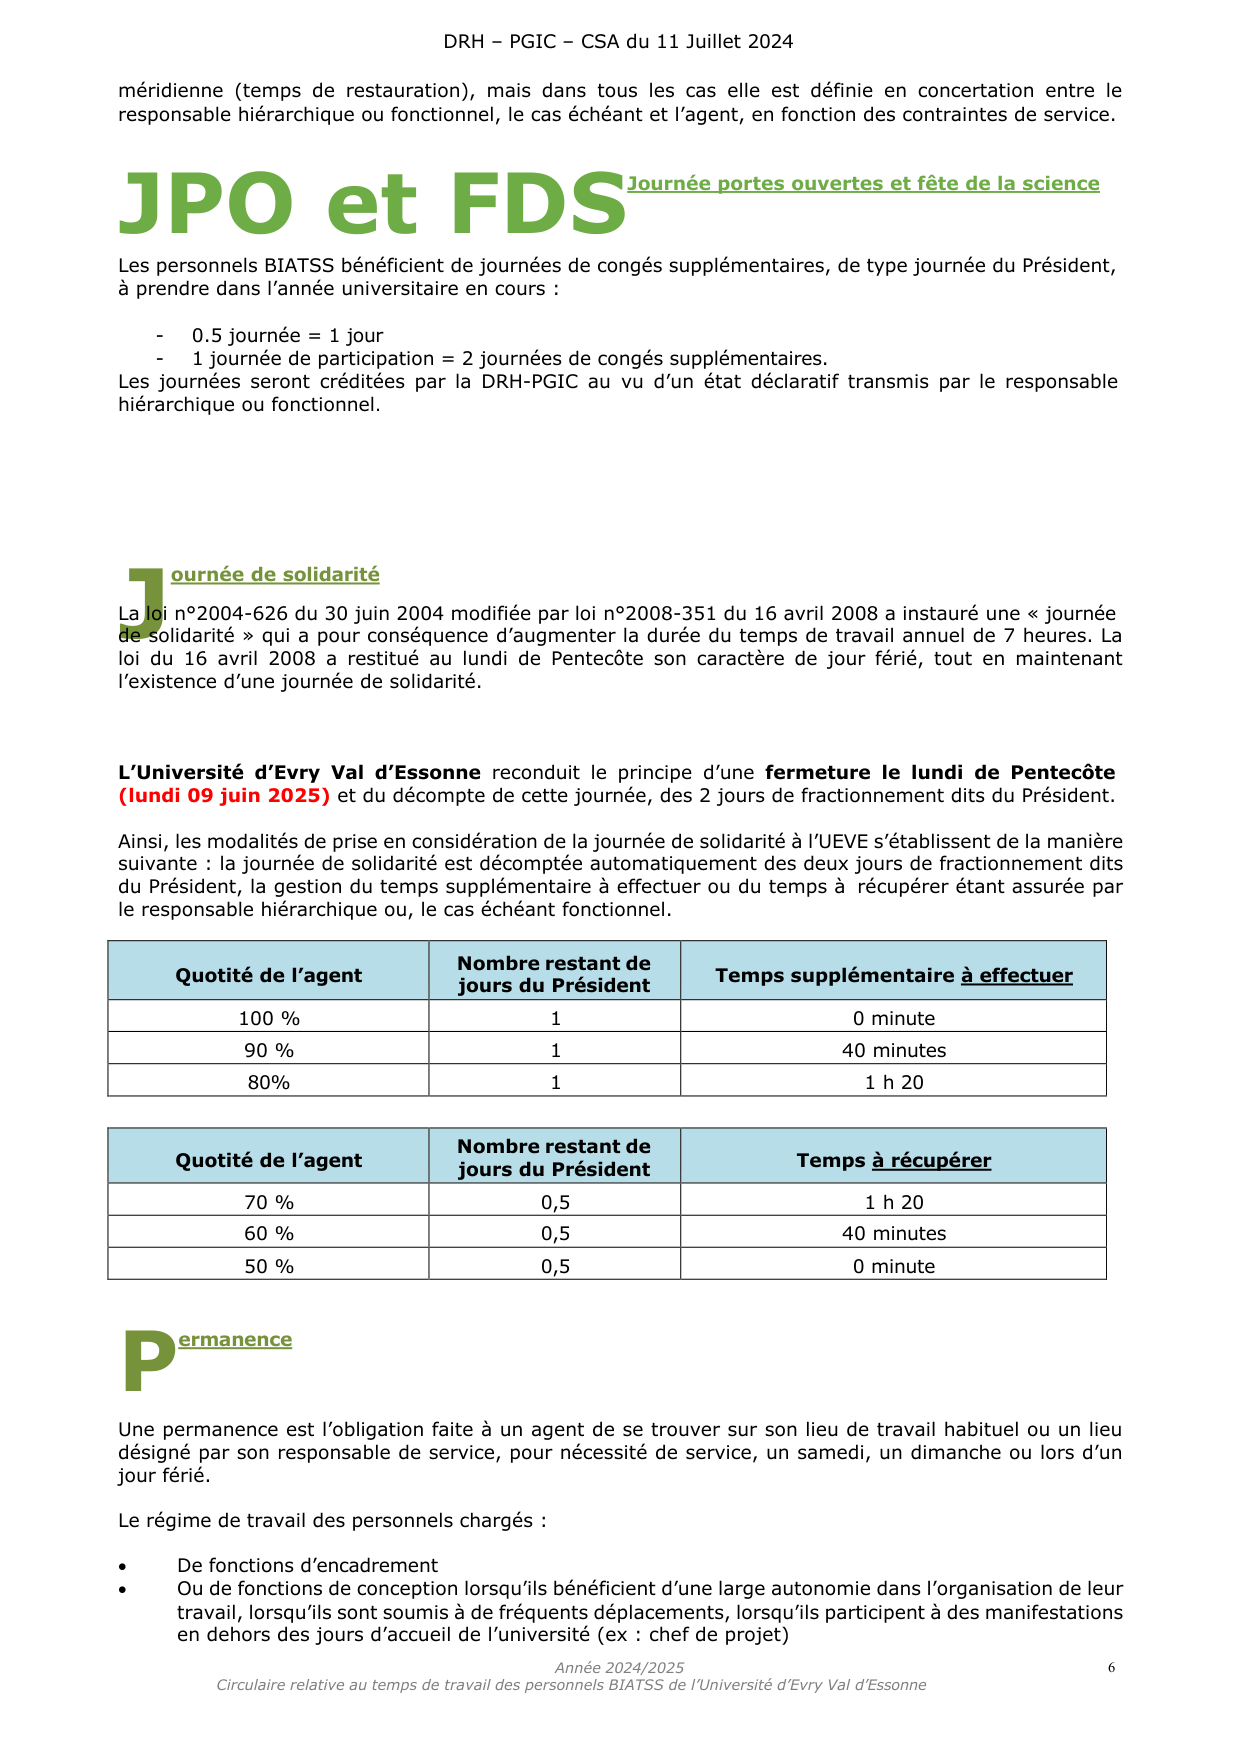 DRH – PGIC – CSA du 11 Juillet 2024
méridienne (temps de restauration), mais dans tous les cas elle est définie en concertation entre le
responsable hiérarchique ou fonctionnel, le cas échéant et l’agent, en fonction des contraintes de service.
JPO et FDS Journée portes ouvertes et fête de la science
Les personnels BIATSS bénéficient de journées de congés supplémentaires, de type journée du Président,
à prendre dans l’année universitaire en cours :
- 0.5 journée = 1 jour
- 1 journée de participation = 2 journées de congés supplémentaires.
Les journées seront créditées par la DRH-PGIC au vu d’un état déclaratif transmis par le responsable
hiérarchique ou fonctionnel.
Journée de solidarité
La loi n°2004-626 du 30 juin 2004 modifiée par loi n°2008-351 du 16 avril 2008 a instauré une « journée
de solidarité » qui a pour conséquence d’augmenter la durée du temps de travail annuel de 7 heures. La
loi du 16 avril 2008 a restitué au lundi de Pentecôte son caractère de jour férié, tout en maintenant
l’existence d’une journée de solidarité.
L’Université d’Evry Val d’Essonne reconduit le principe d’une fermeture le lundi de Pentecôte
(lundi 09 juin 2025) et du décompte de cette journée, des 2 jours de fractionnement dits du Président.
Ainsi, les modalités de prise en considération de la journée de solidarité à l’UEVE s’établissent de la manière
suivante : la journée de solidarité est décomptée automatiquement des deux jours de fractionnement dits
du Président, la gestion du temps supplémentaire à effectuer ou du temps à récupérer étant assurée par
le responsable hiérarchique ou, le cas échéant fonctionnel.
Quotité de l’agent Nombre restant de jours du Président Temps supplémentaire à effectuer
100 % 1 0 minute
90 % 1 40 minutes
80% 1 1 h 20
Quotité de l’agent Nombre restant de jours du Président Temps à récupérer
70 % 0,5 1 h 20
60 % 0,5 40 minutes
50 % 0,5 0 minute
Permanence
Une permanence est l’obligation faite à un agent de se trouver sur son lieu de travail habituel ou un lieu
désigné par son responsable de service, pour nécessité de service, un samedi, un dimanche ou lors d’un
jour férié.
Le régime de travail des personnels chargés :
• De fonctions d’encadrement
• Ou de fonctions de conception lorsqu’ils bénéficient d’une large autonomie dans l’organisation de leur
travail, lorsqu’ils sont soumis à de fréquents déplacements, lorsqu’ils participent à des manifestations
en dehors des jours d’accueil de l’université (ex : chef de projet)
Année 2024/2025 6
Circulaire relative au temps de travail des personnels BIATSS de l’Université d’Evry Val d’Essonne